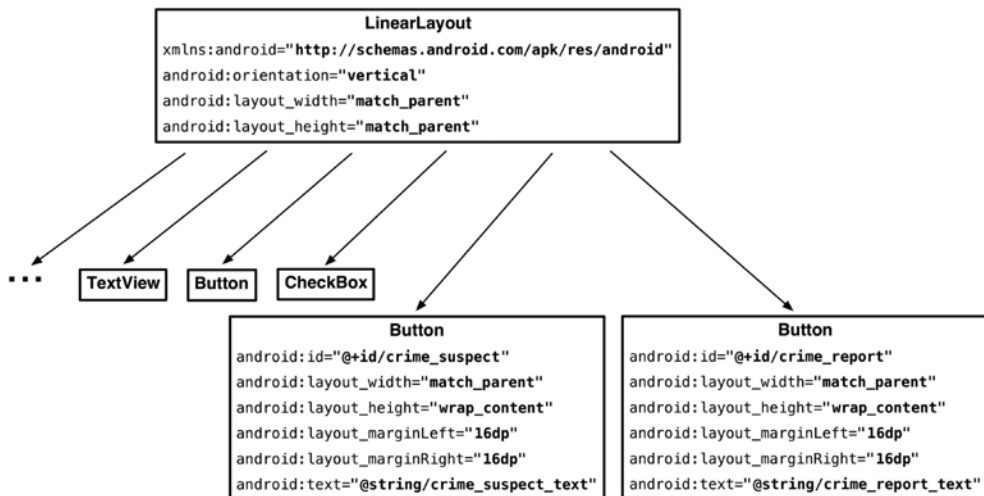 LinearLayout
xmlns:android="http://schemas.android.com/apk/res/android"
android:orientation="vertical"
android:layout_width="match_parent"
android:layout_height="match_parent"
...
TextView
Button
CheckBox
Button
android:id="@+id/crime_suspect"
android:layout_width="match_parent"
android:layout_height="wrap_content"
android:layout_marginLeft="16dp"
android:layout_marginRight="16dp"
android:text="@string/crime_suspect_text"
Button
android:id="@+id/crime_report"
android:layout_width="match_parent"
android:layout_height="wrap_content"
android:layout_marginLeft="16dp"
android:layout_marginRight="16dp"
android:text="@string/crime_report_text"